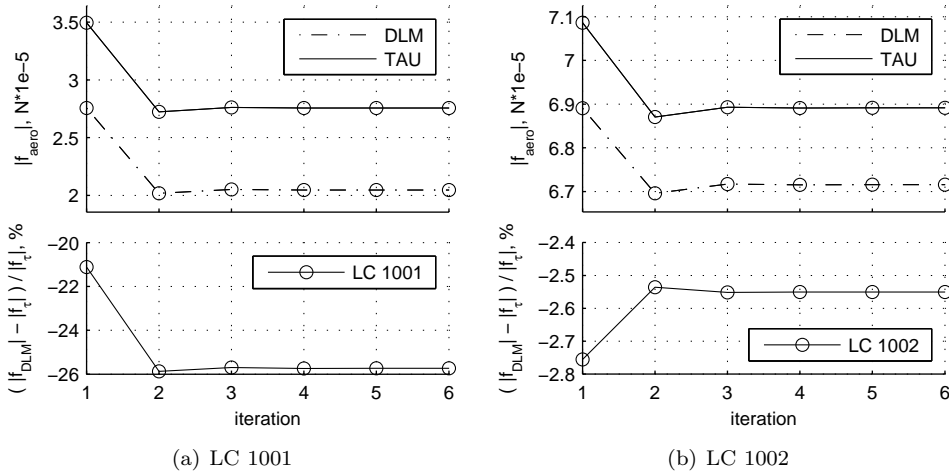 3.5
3
2.5
2
|f_aero|, N*1e−5
DLM
TAU
−20
−22
−24
−26
( |f_DLM| − |f_τ| ) / |f_τ|, %
LC 1001
1 2 3 4 5 6
iteration
(a) LC 1001
7.1
7
6.9
6.8
6.7
|f_aero|, N*1e−5
DLM
TAU
−2.4
−2.5
−2.6
−2.7
−2.8
( |f_DLM| − |f_τ| ) / |f_τ|, %
LC 1002
1 2 3 4 5 6
iteration
(b) LC 1002